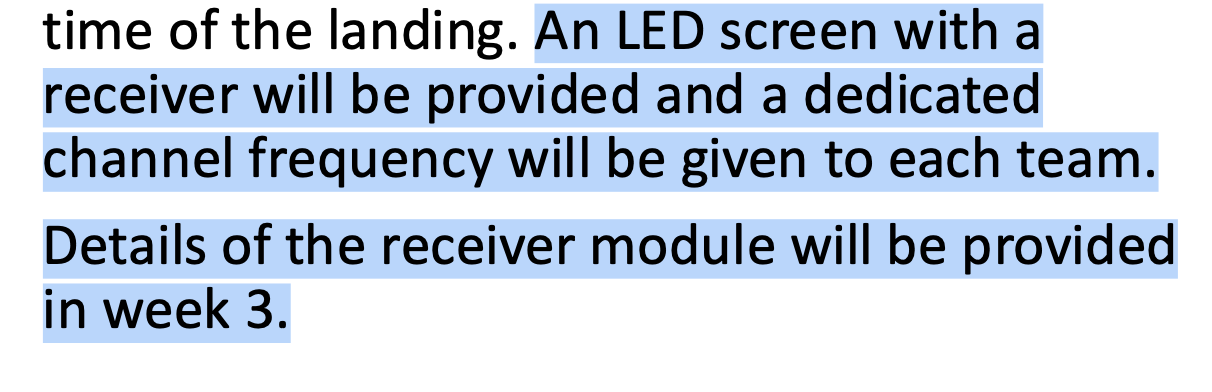 time of the landing. An LED screen with a
receiver will be provided and a dedicated
channel frequency will be given to each team.
Details of the receiver module will be provided
in week 3.